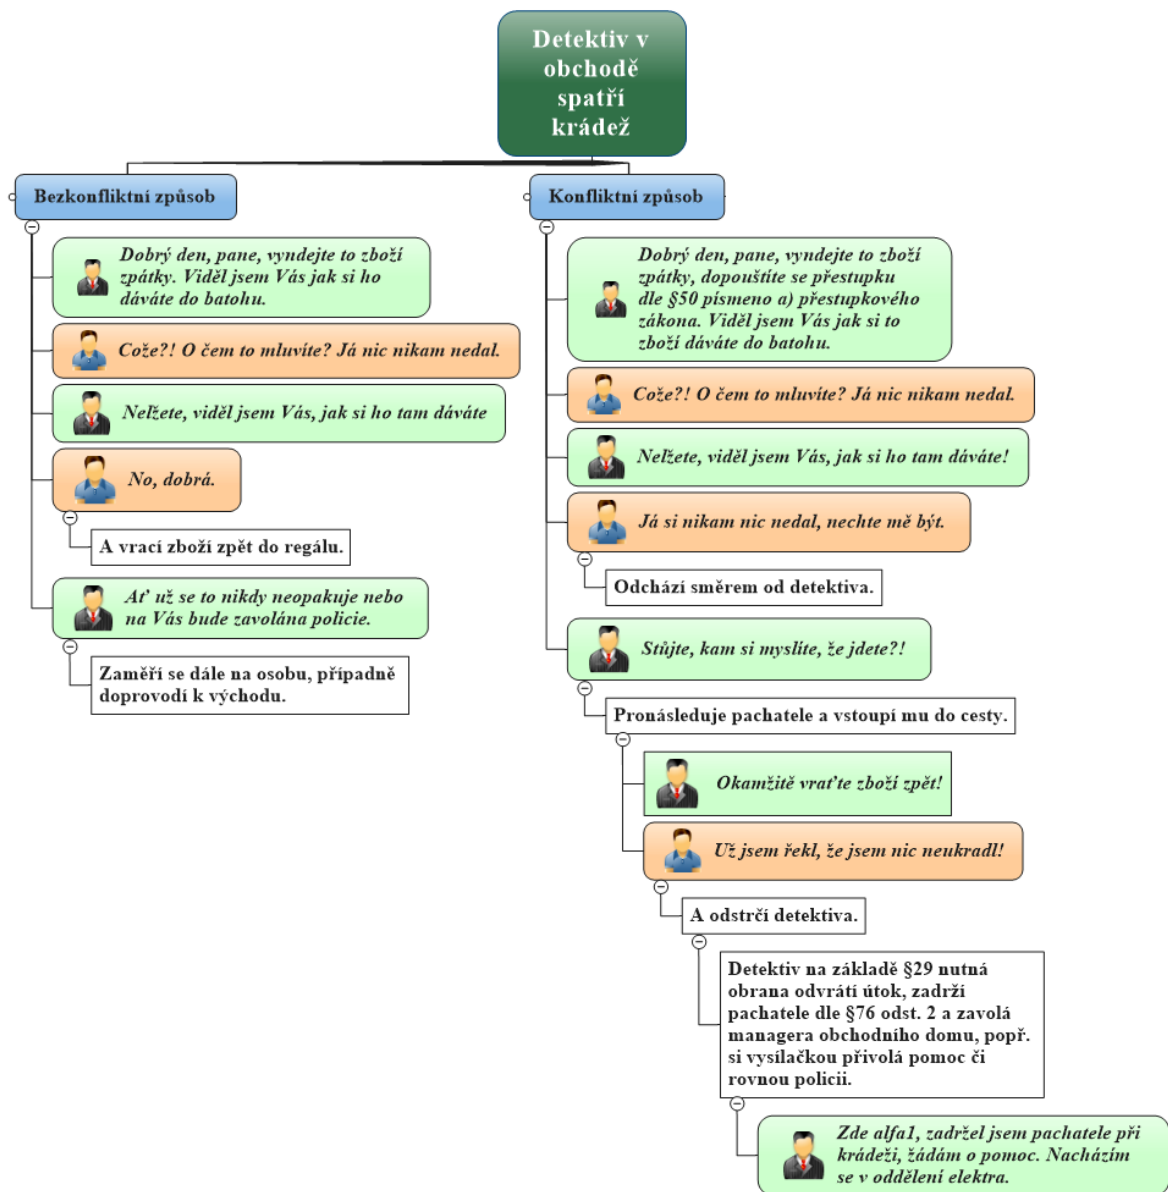 Detektiv v
obchodě
spatří
krádež
Bezkonfliktní způsob
Dobrý den, pane, vyndejte to zboží
zpátky. Viděl jsem Vás jak si ho
dáváte do batohu.
Cože?! O čem to mluvíte? Já nic nikam nedal.
Nelžete, viděl jsem Vás, jak si ho tam dáváte
No, dobrá.
A vrací zboží zpět do regálu.
Ať už se to nikdy neopakuje nebo
na Vás bude zavolána policie.
Zaměří se dále na osobu, případně
doprovodí k východu.
Konfliktní způsob
Dobrý den, pane, vyndejte to zboží
zpátky, dopouštíte se přestupku
dle §50 písmeno a) přestupkového
zákona. Viděl jsem Vás jak si to
zboží dáváte do batohu.
Cože?! O čem to mluvíte? Já nic nikam nedal.
Nelžete, viděl jsem Vás, jak si ho tam dáváte!
Já si nikam nic nedal, nechte mě být.
Odchází směrem od detektiva.
Stůjte, kam si myslíte, že jdete?!
Pronásleduje pachatele a vstoupí mu do cesty.
Okamžitě vraťte zboží zpět!
Už jsem řekl, že jsem nic neukradl!
A odstrčí detektiva.
Detektiv na základě §29 nutná
obrana odvrátí útok, zadrží
pachatele dle §76 odst. 2 a zavolá
managera obchodního domu, popř.
si vysílačkou přivolá pomoc či
rovnou policii.
Zde alfa1, zadržel jsem pachatele při
krádeži, žádám o pomoc. Nacházím
se v oddělení elektra.